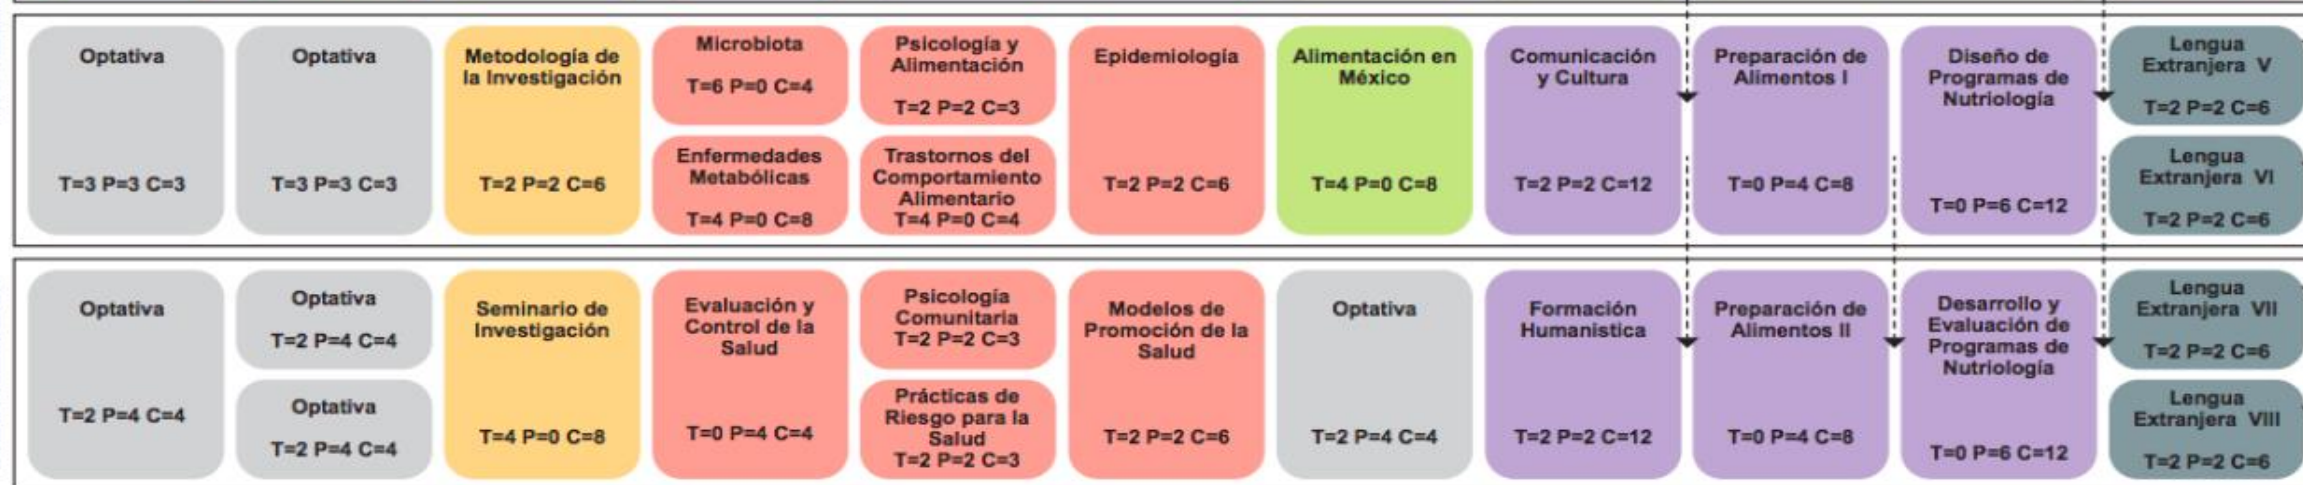 Optativa
T=3 P=3 C=3
Optativa
T=3 P=3 C=3
Metodología de
la Investigación
T=2 P=2 C=6
Microbiota
T=6 P=0 C=4
Enfermedades
Metabólicas
T=4 P=0 C=8
Psicología y
Alimentación
T=2 P=2 C=3
Trastornos del
Comportamiento
Alimentario
T=4 P=0 C=4
Epidemiología
T=2 P=2 C=6
Alimentación en
México
T=4 P=0 C=8
Comunicación
y Cultura
T=2 P=2 C=12
Preparación de
Alimentos I
T=0 P=4 C=8
Diseño de
Programas de
Nutriología
T=0 P=6 C=12
Lengua
Extranjera V
T=2 P=2 C=6
Lengua
Extranjera VI
T=2 P=2 C=6
Optativa
T=2 P=4 C=4
Optativa
T=2 P=4 C=4
Optativa
T=2 P=4 C=4
Seminario de
Investigación
T=4 P=0 C=8
Evaluación y
Control de la
Salud
T=0 P=4 C=4
Psicología
Comunitaria
T=2 P=2 C=3
Prácticas de
Riesgo para la
Salud
T=2 P=2 C=3
Modelos de
Promoción de la
Salud
T=2 P=2 C=6
Optativa
T=2 P=4 C=4
Formación
Humanística
T=2 P=2 C=12
Preparación de
Alimentos II
T=0 P=4 C=8
Desarrollo y
Evaluación de
Programas de
Nutriología
T=0 P=6 C=12
Lengua
Extranjera VII
T=2 P=2 C=6
Lengua
Extranjera VIII
T=2 P=2 C=6